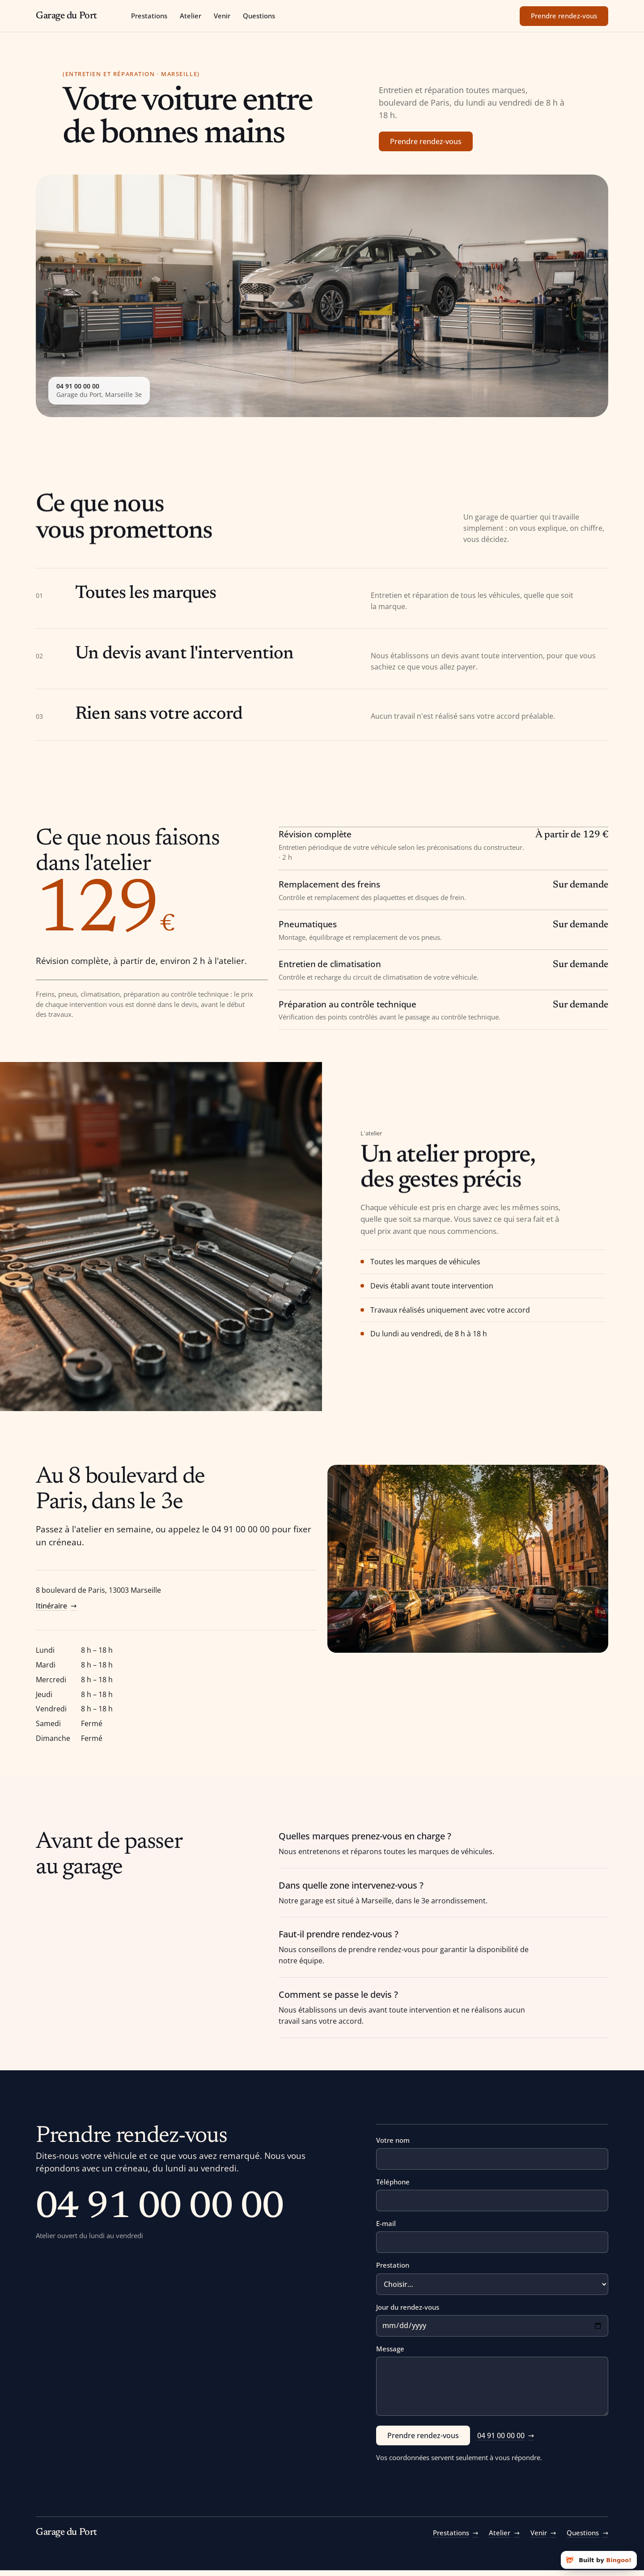 Garage du Port
Prestations
Atelier
Venir
Questions
Prendre rendez-vous
(ENTRETIEN ET RÉPARATION · MARSEILLE)
Votre voiture entre
de bonnes mains
Entretien et réparation toutes marques,
boulevard de Paris, du lundi au vendredi de 8 h à
18 h.
Prendre rendez-vous
04 91 00 00 00
Garage du Port, Marseille 3e
Ce que nous
vous promettons
Un garage de quartier qui travaille
simplement : on vous explique, on chiffre,
vous décidez.
01
Toutes les marques
Entretien et réparation de tous les véhicules, quelle que soit
la marque.
02
Un devis avant l'intervention
Nous établissons un devis avant toute intervention, pour que vous
sachiez ce que vous allez payer.
03
Rien sans votre accord
Aucun travail n'est réalisé sans votre accord préalable.
Ce que nous faisons
dans l'atelier
129 €
Révision complète, à partir de, environ 2 h à l'atelier.
Freins, pneus, climatisation, préparation au contrôle technique : le prix
de chaque intervention vous est donné dans le devis, avant le début
des travaux.
Révision complète
À partir de 129 €
Entretien périodique de votre véhicule selon les préconisations du constructeur.
· 2 h
Remplacement des freins
Sur demande
Contrôle et remplacement des plaquettes et disques de frein.
Pneumatiques
Sur demande
Montage, équilibrage et remplacement de vos pneus.
Entretien de climatisation
Sur demande
Contrôle et recharge du circuit de climatisation de votre véhicule.
Préparation au contrôle technique
Sur demande
Vérification des points contrôlés avant le passage au contrôle technique.
L'atelier
Un atelier propre,
des gestes précis
Chaque véhicule est pris en charge avec les mêmes soins,
quelle que soit sa marque. Vous savez ce qui sera fait et à
quel prix avant que nous commencions.
Toutes les marques de véhicules
Devis établi avant toute intervention
Travaux réalisés uniquement avec votre accord
Du lundi au vendredi, de 8 h à 18 h
Au 8 boulevard de
Paris, dans le 3e
Passez à l'atelier en semaine, ou appelez le 04 91 00 00 00 pour fixer
un créneau.
8 boulevard de Paris, 13003 Marseille
Itinéraire →
Lundi 8 h – 18 h
Mardi 8 h – 18 h
Mercredi 8 h – 18 h
Jeudi 8 h – 18 h
Vendredi 8 h – 18 h
Samedi Fermé
Dimanche Fermé
Avant de passer
au garage
Quelles marques prenez-vous en charge ?
Nous entretenons et réparons toutes les marques de véhicules.
Dans quelle zone intervenez-vous ?
Notre garage est situé à Marseille, dans le 3e arrondissement.
Faut-il prendre rendez-vous ?
Nous conseillons de prendre rendez-vous pour garantir la disponibilité de
notre équipe.
Comment se passe le devis ?
Nous établissons un devis avant toute intervention et ne réalisons aucun
travail sans votre accord.
Prendre rendez-vous
Dites-nous votre véhicule et ce que vous avez remarqué. Nous vous
répondons avec un créneau, du lundi au vendredi.
04 91 00 00 00
Atelier ouvert du lundi au vendredi
Votre nom
Téléphone
E-mail
Prestation
Choisir...
Jour du rendez-vous
mm/dd/yyyy
Message
Prendre rendez-vous
04 91 00 00 00 →
Vos coordonnées servent seulement à vous répondre.
Garage du Port
Prestations →
Atelier →
Venir →
Questions →
Built by Bingoo!